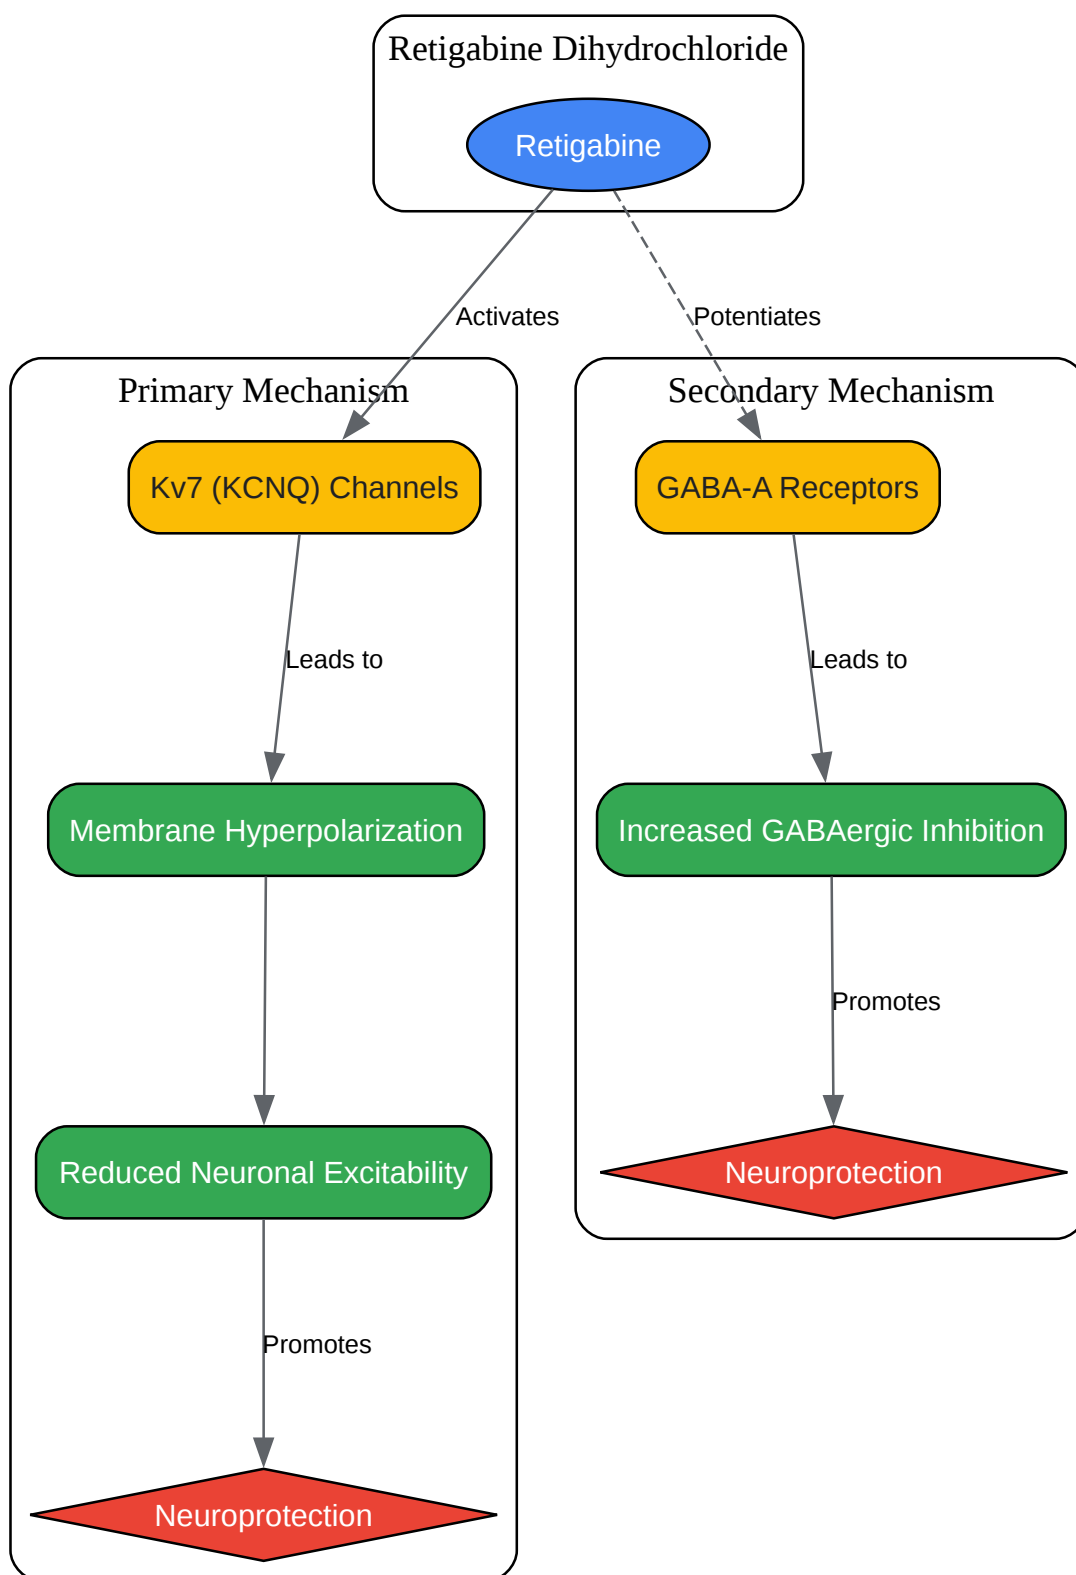 Retigabine Dihydrochloride
Retigabine
Activates
Potentiates
Primary Mechanism
Secondary Mechanism
Kv7 (KCNQ) Channels
GABA-A Receptors
Leads to
Leads to
Membrane Hyperpolarization
Increased GABAergic Inhibition
Promotes
Reduced Neuronal Excitability
Neuroprotection
Promotes
Neuroprotection